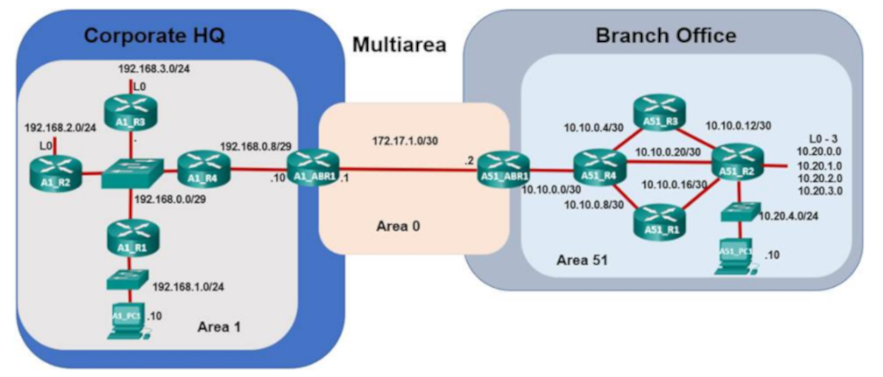 Corporate HQ
Multiarea
Branch Office
192.168.3.0/24
L0
A1_R3
192.168.2.0/24
L0
A1_R2
192.168.0.8/29
A1_R4
.10
A1_ABR1
.1
192.168.0.0/29
A1_R1
192.168.1.0/24
A1_PC1
.10
Area 1
172.17.1.0/30
.2
Area 0
A51_ABR1
10.10.0.0/30
A51_R3
10.10.0.4/30
10.10.0.12/30
10.10.0.20/30
A51_R4
A51_R2
10.10.0.16/30
10.10.0.8/30
A51_R1
L0 - 3
10.20.0.0
10.20.1.0
10.20.2.0
10.20.3.0
10.20.4.0/24
A51_PC1
.10
Area 51